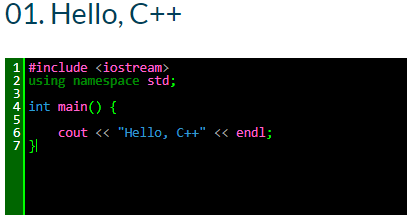 01. Hello, C++
1 #include <iostream>
2 using namespace std;
3
4 int main() {
5
6     cout << "Hello, C++" << endl;
7 }